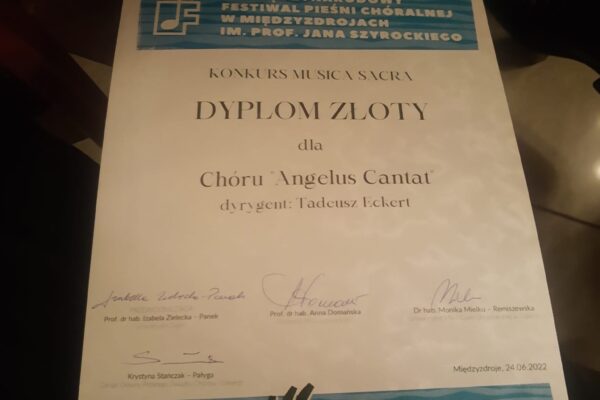 FESTIWAL PIEŚNI CHÓRALNEJ
W MIĘDZYZDROJACH
IM. PROF. JANA SZYROCKIEGO
KONKURS MUSICA SACRA
DYPLOM ZŁOTY
dla
Chóru "Angelus Cantat"
dyrygent: Tadeusz Eckert
Prof. dr hab. Izabela Zielecka – Panek
Prof. dr hab. Anna Domańska
Dr hab. Monika Mielko – Remiszewska
Krystyna Stańczak – Pałyga
Międzyzdroje, 24.06.2022